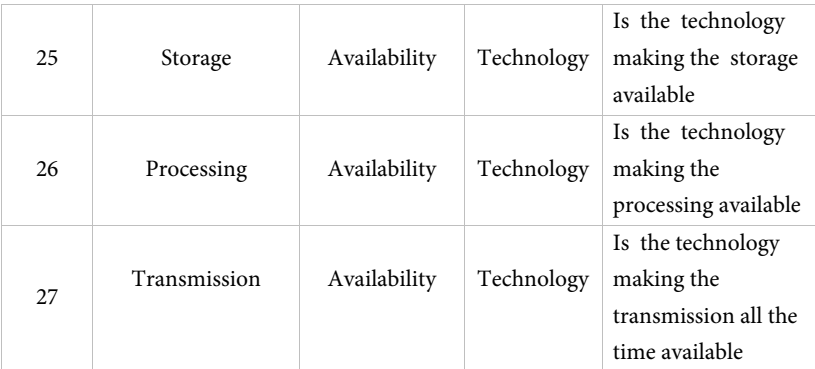 25 Storage Availability Technology Is the technology
making the storage
available
26 Processing Availability Technology Is the technology
making the
processing available
27 Transmission Availability Technology Is the technology
making the
transmission all the
time available